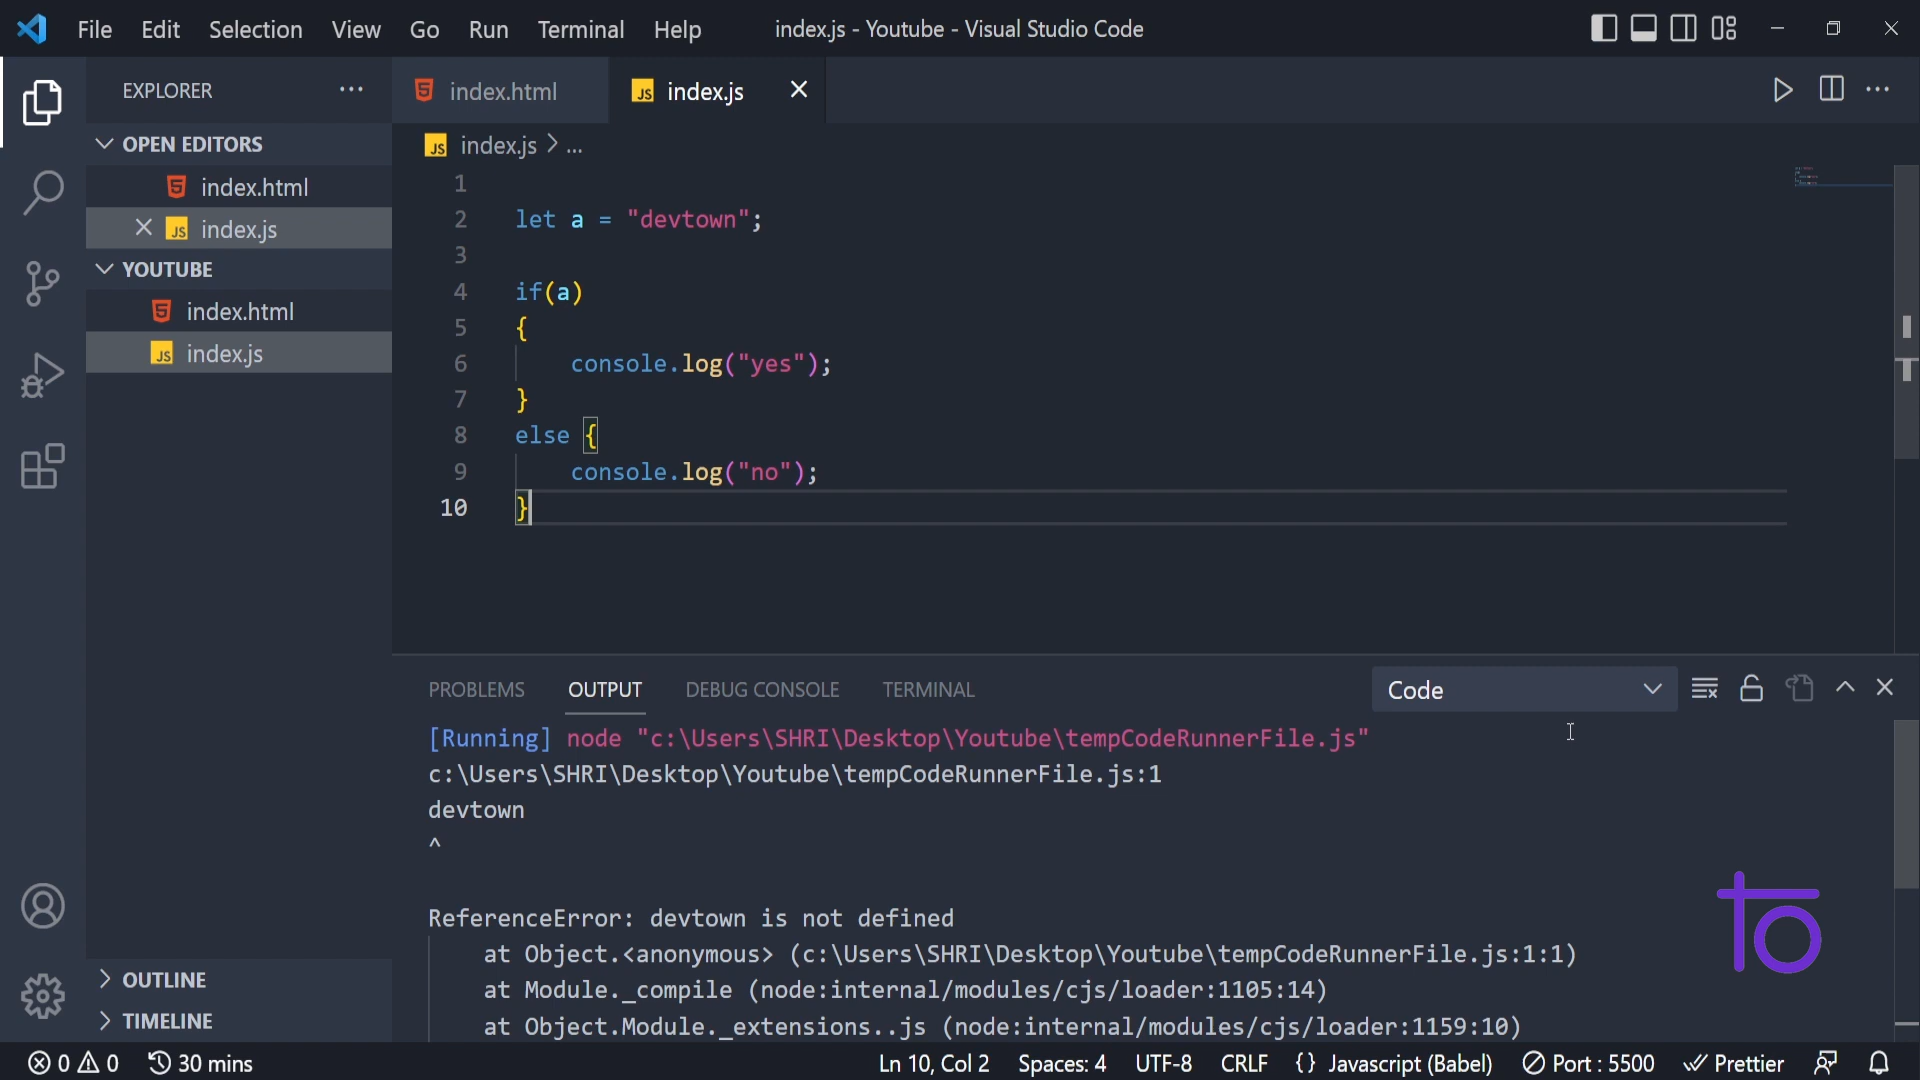 File Edit Selection View Go Run Terminal Help index.js - Youtube - Visual Studio Code
EXPLORER
OPEN EDITORS
index.html
index.js
YOUTUBE
index.html
index.js
OUTLINE
TIMELINE
index.html index.js
index.js > ...
1
2 let a = "devtown";
3
4 if(a)
5 {
6 console.log("yes");
7 }
8 else {
9 console.log("no");
10 }
PROBLEMS OUTPUT DEBUG CONSOLE TERMINAL Code
[Running] node "c:\Users\SHRI\Desktop\Youtube\tempCodeRunnerFile.js"
c:\Users\SHRI\Desktop\Youtube\tempCodeRunnerFile.js:1
devtown
^
ReferenceError: devtown is not defined
at Object.<anonymous> (c:\Users\SHRI\Desktop\Youtube\tempCodeRunnerFile.js:1:1)
at Module._compile (node:internal/modules/cjs/loader:1105:14)
at Object.Module._extensions..js (node:internal/modules/cjs/loader:1159:10)
0 0 30 mins Ln 10, Col 2 Spaces: 4 UTF-8 CRLF {} Javascript (Babel) Port : 5500 Prettier